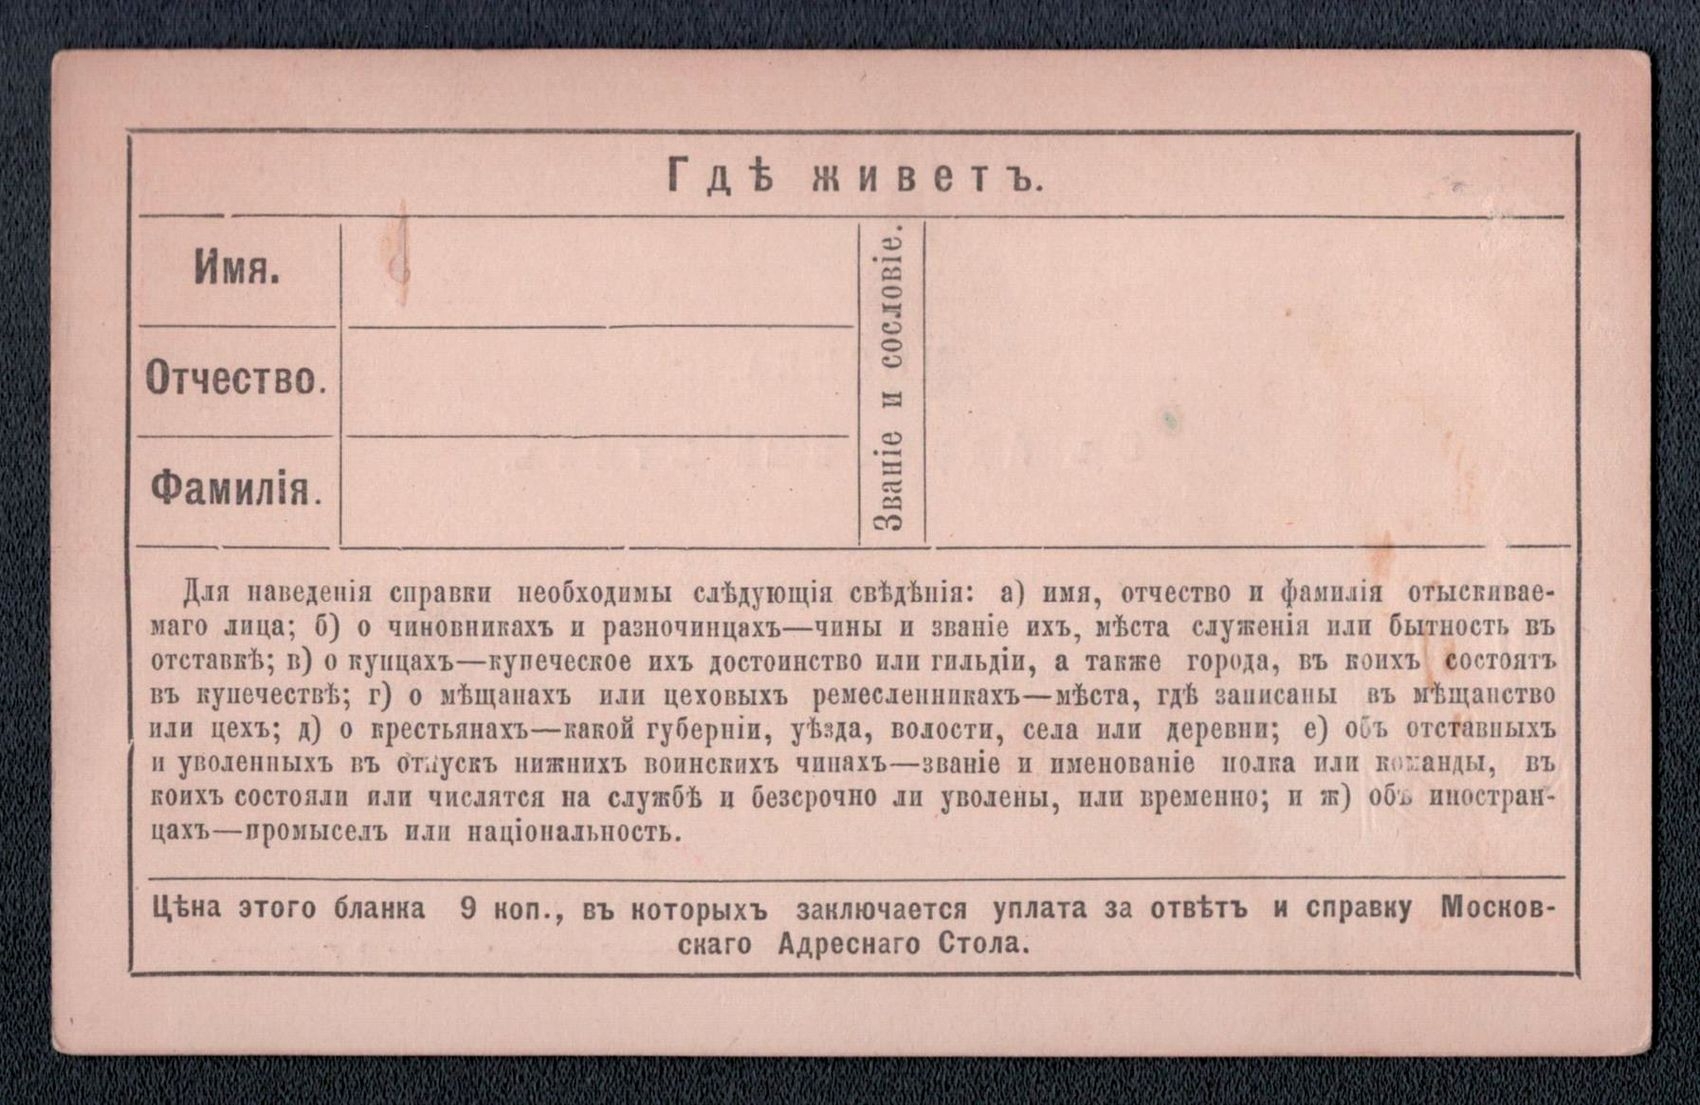 Гдѣ живетъ.
Имя.
Отчество.
Фамилія.
Званіе и сословіе.
Для наведенія справки необходимы слѣдующія свѣдѣнія: а) имя, отчество и фамилія отыскивае-
маго лица; б) о чиновникахъ и разночинцахъ—чины и званіе ихъ, мѣста служенія или бытность въ
отставкѣ; в) о купцахъ—купеческое ихъ достоинство или гильдіи, а также города, въ коихъ состоятъ
въ купечествѣ; г) о мѣщанахъ или цеховыхъ ремесленникахъ—мѣста, гдѣ записаны въ мѣщанство
или цехъ; д) о крестьянахъ—какой губерніи, уѣзда, волости, села или деревни; е) объ отставныхъ
и уволенныхъ въ отпускъ нижнихъ воинскихъ чинахъ—званіе и именованіе полка или команды, въ
коихъ состояли или числятся на службѣ и безсрочно ли уволены, или временно; и ж) объ иностран-
цахъ—промыселъ или національность.
Цѣна этого бланка 9 коп., въ которыхъ заключается уплата за отвѣтъ и справку Москов-
скаго Адреснаго Стола.